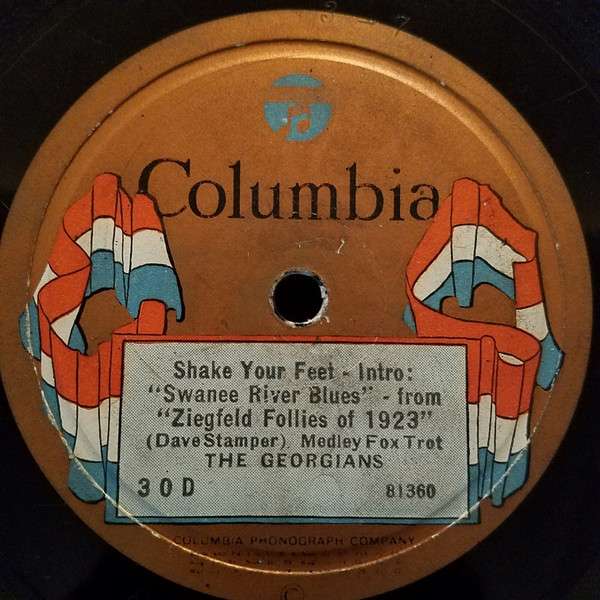 Columbia
Shake Your Feet - Intro:
"Swanee River Blues" - from
"Ziegfeld Follies of 1923"
(Dave Stamper) Medley Fox Trot
THE GEORGIANS
30D 81360
COLUMBIA PHONOGRAPH COMPANY